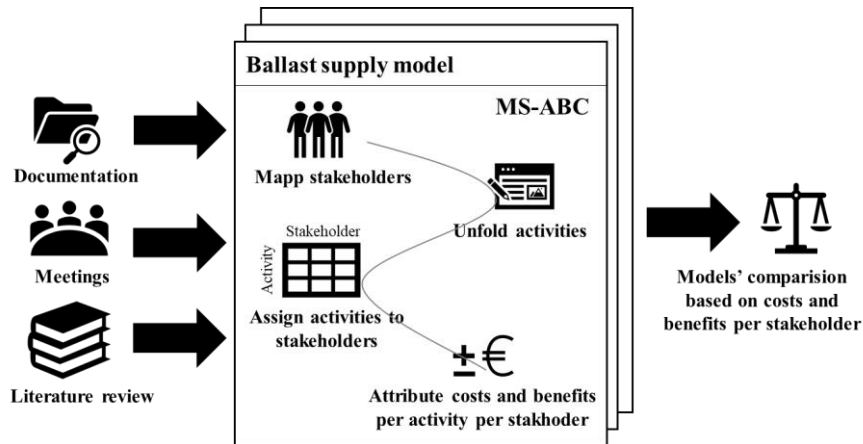 Ballast supply model
MS-ABC
Documentation
Meetings
Literature review
Mapp stakeholders
Unfold activities
Stakeholder
Activity
Assign activities to
stakeholders
Attribute costs and benefits
per activity per stakhoder
Models’ comparision
based on costs and
benefits per stakeholder